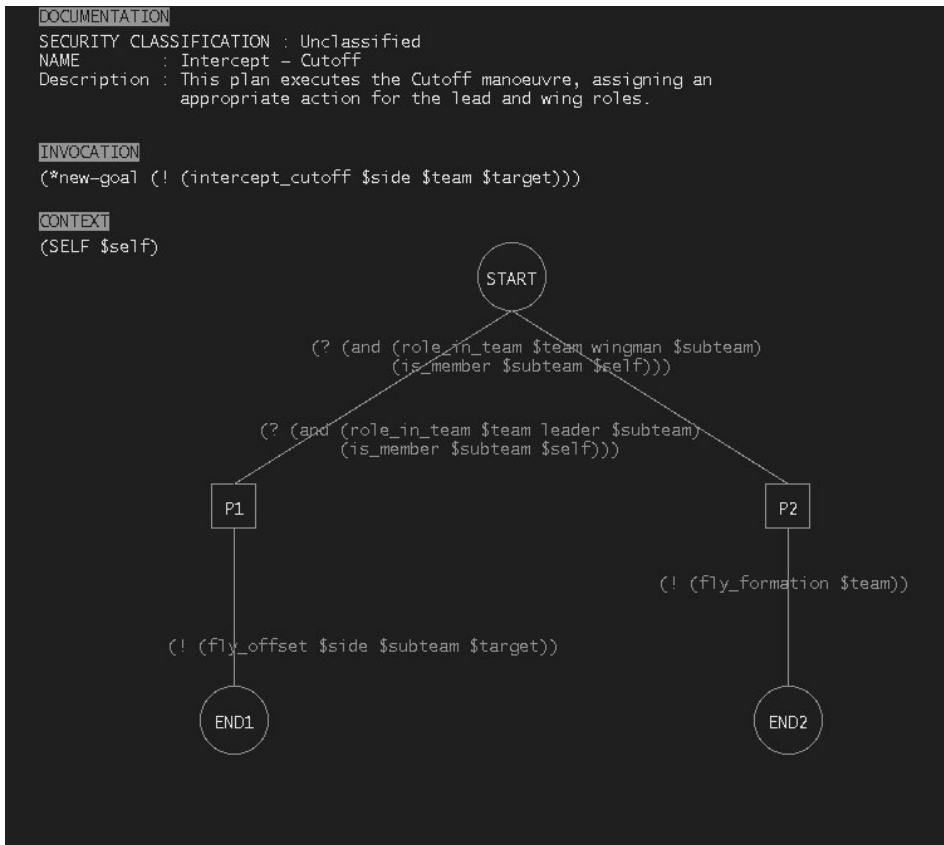 DOCUMENTATION
SECURITY CLASSIFICATION : Unclassified
NAME : Intercept – Cutoff
Description : This plan executes the Cutoff manoeuvre, assigning an
appropriate action for the lead and wing roles.
INVOCATION
(*new-goal (! (intercept_cutoff $side $team $target)))
CONTEXT
(SELF $self)
START
(? (and (role_in_team $team wingman $subteam)
(is_member $subteam $self)))
(? (and (role_in_team $team leader $subteam)
(is_member $subteam $self)))
P1
P2
(! (fly_formation $team))
(! (fly_offset $side $subteam $target))
END1
END2